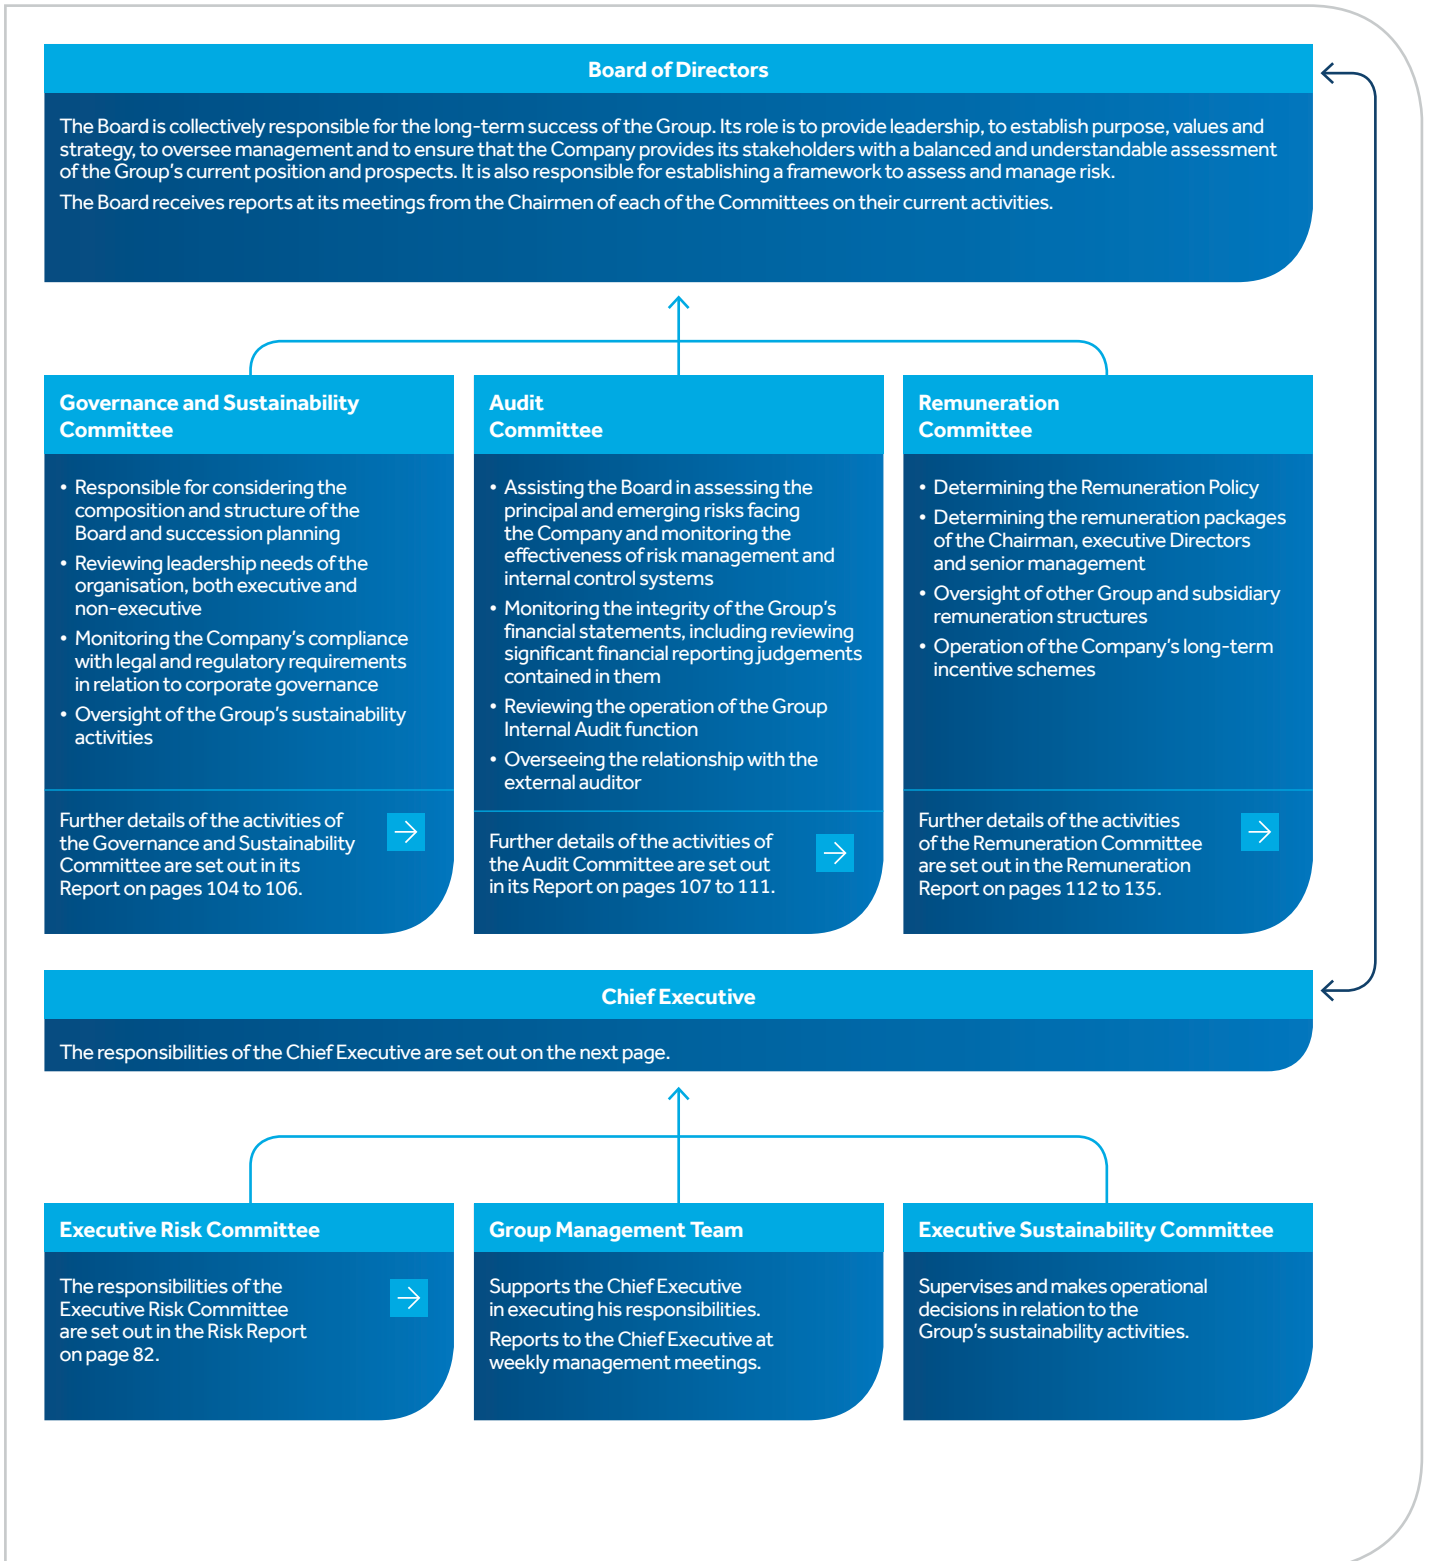 Board of Directors
The Board is collectively responsible for the long-term success of the Group. Its role is to provide leadership, to establish purpose, values and
strategy, to oversee management and to ensure that the Company provides its stakeholders with a balanced and understandable assessment
of the Group's current position and prospects. It is also responsible for establishing a framework to assess and manage risk.
The Board receives reports at its meetings from the Chairmen of each of the Committees on their current activities.
Governance and Sustainability
Committee
• Responsible for considering the
composition and structure of the
Board and succession planning
• Reviewing leadership needs of the
organisation, both executive and
non-executive
• Monitoring the Company's compliance
with legal and regulatory requirements
in relation to corporate governance
• Oversight of the Group's sustainability
activities
Further details of the activities of
the Governance and Sustainability
Committee are set out in its
Report on pages 104 to 106.
Audit
Committee
• Assisting the Board in assessing the
principal and emerging risks facing
the Company and monitoring the
effectiveness of risk management and
internal control systems
• Monitoring the integrity of the Group's
financial statements, including reviewing
significant financial reporting judgements
contained in them
• Reviewing the operation of the Group
Internal Audit function
• Overseeing the relationship with the
external auditor
Further details of the activities of
the Audit Committee are set out
in its Report on pages 107 to 111.
Remuneration
Committee
• Determining the Remuneration Policy
• Determining the remuneration packages
of the Chairman, executive Directors
and senior management
• Oversight of other Group and subsidiary
remuneration structures
• Operation of the Company's long-term
incentive schemes
Further details of the activities
of the Remuneration Committee
are set out in the Remuneration
Report on pages 112 to 135.
Chief Executive
The responsibilities of the Chief Executive are set out on the next page.
Executive Risk Committee
The responsibilities of the
Executive Risk Committee
are set out in the Risk Report
on page 82.
Group Management Team
Supports the Chief Executive
in executing his responsibilities.
Reports to the Chief Executive at
weekly management meetings.
Executive Sustainability Committee
Supervises and makes operational
decisions in relation to the
Group's sustainability activities.